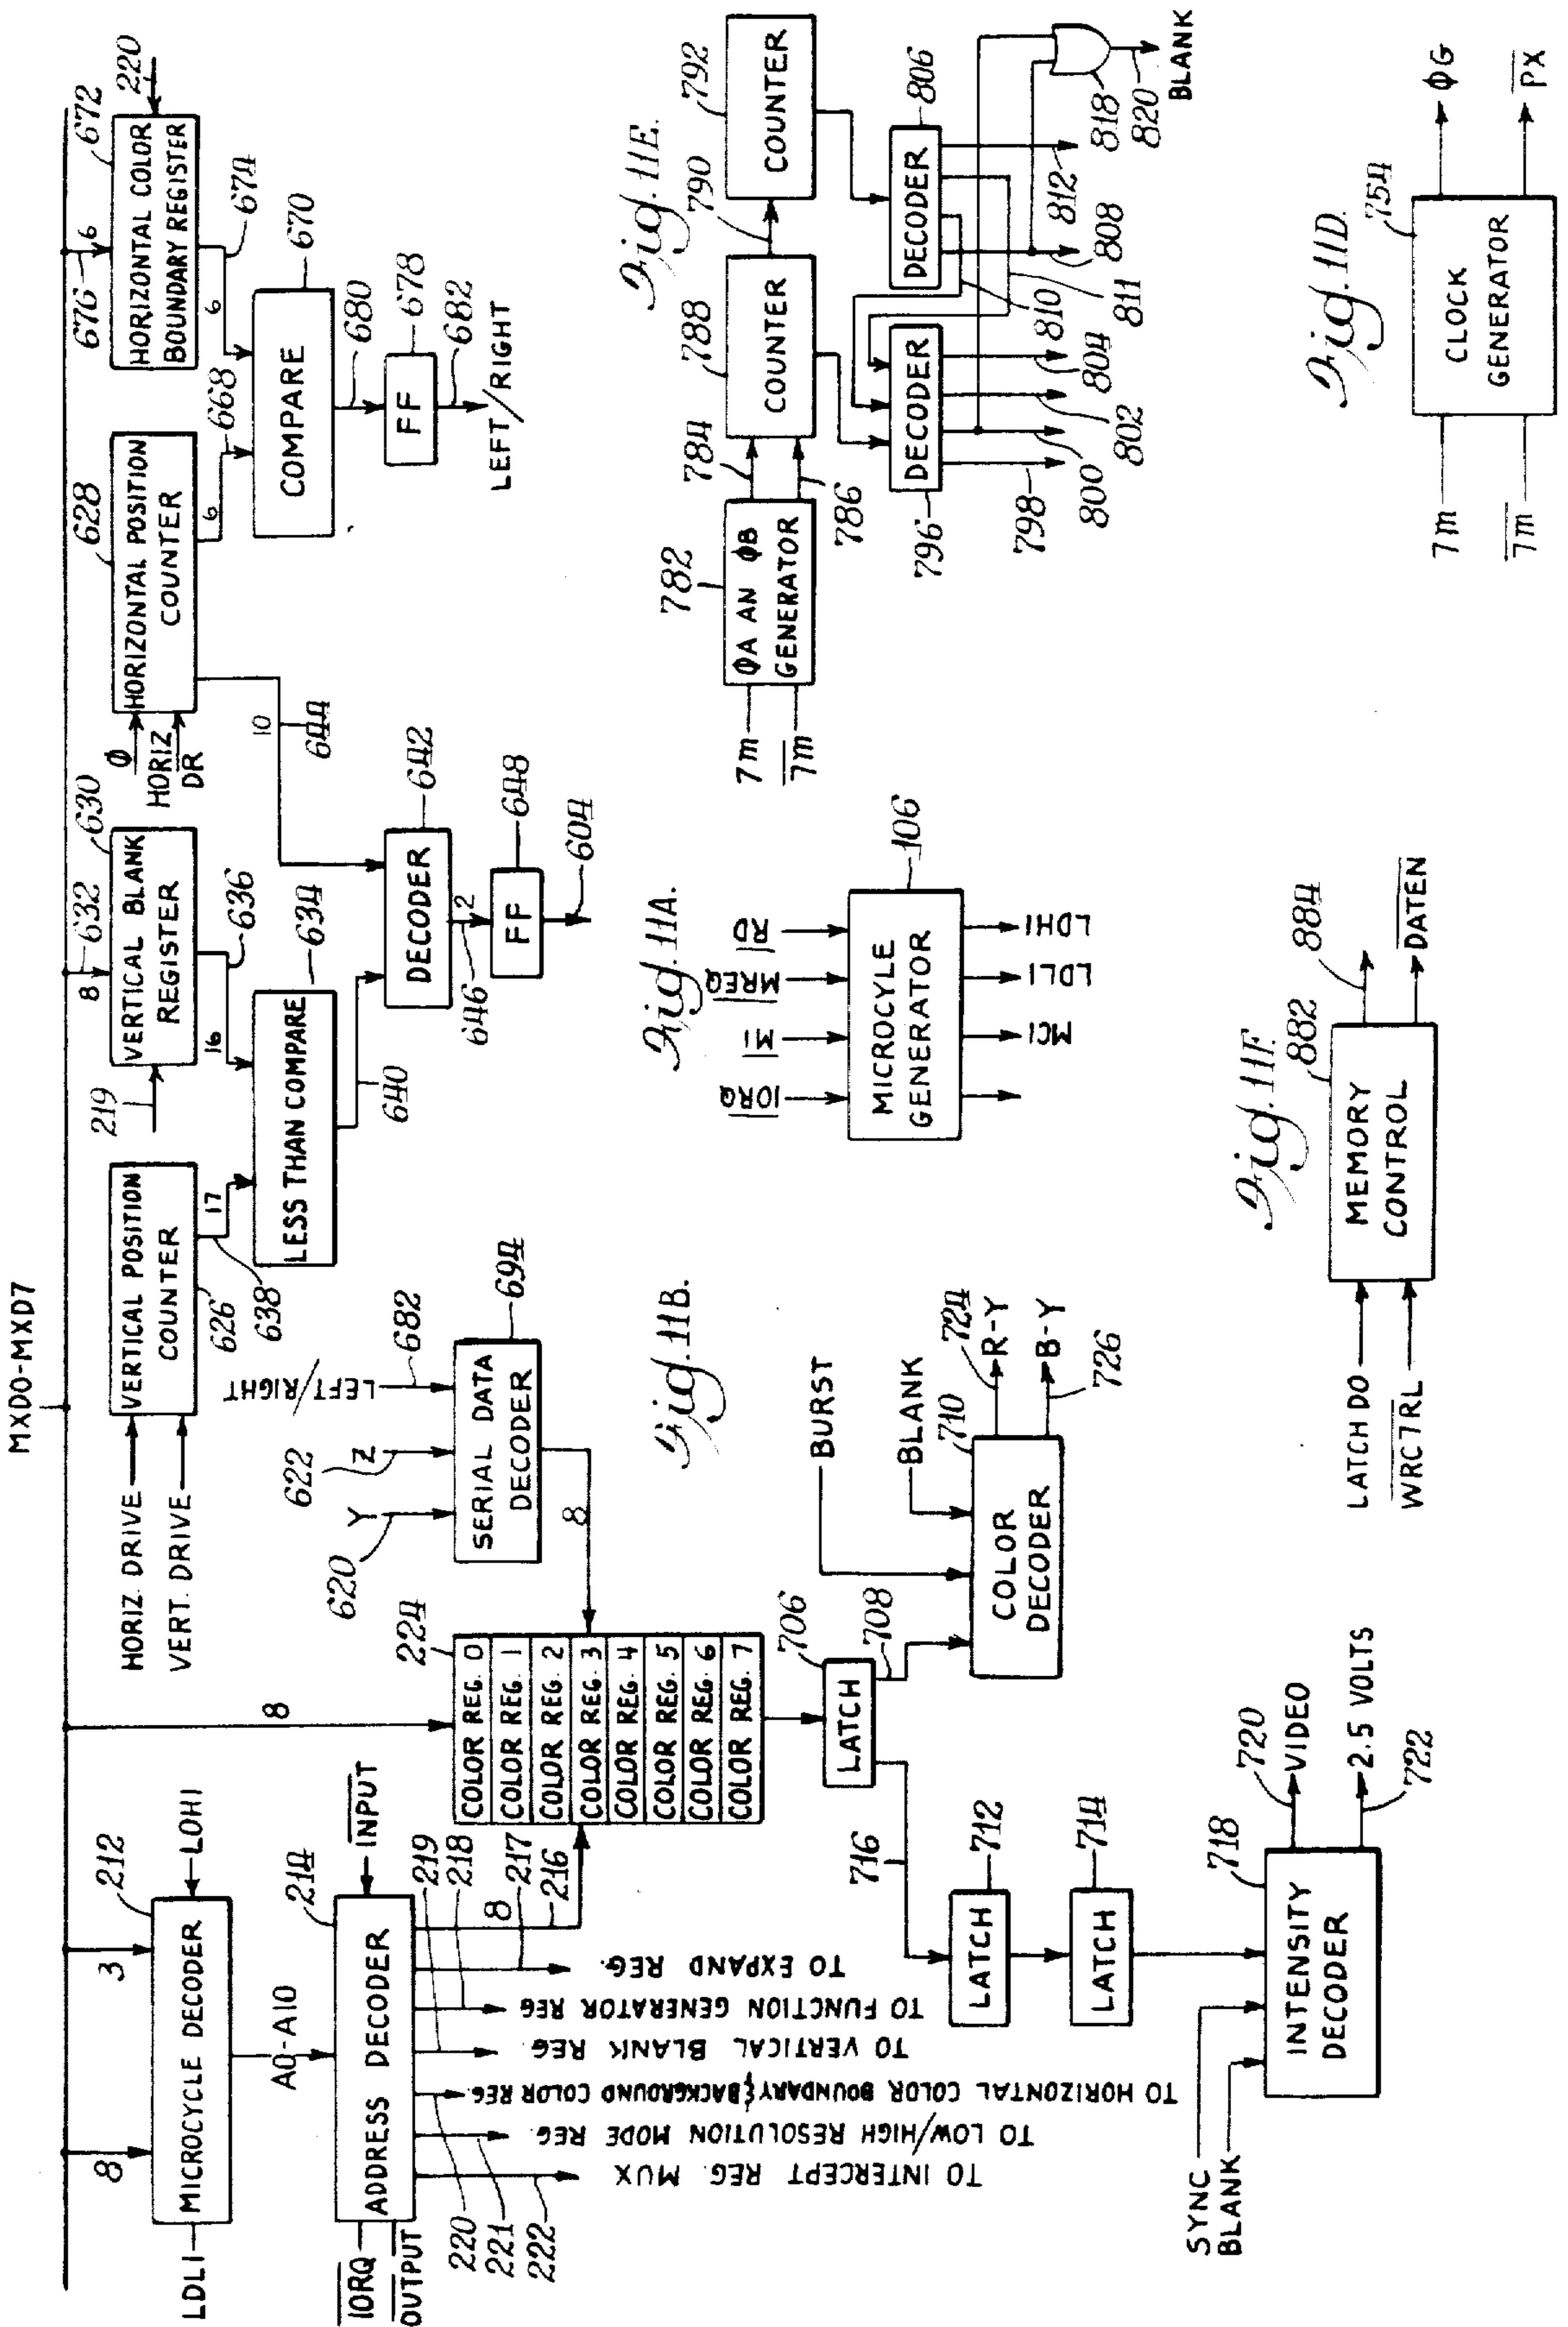 MXD0-MXD7
HORIZ. DRIVE
VERT. DRIVE
VERTICAL POSITION
COUNTER
626
638
17
219
8
632
630
VERTICAL BLANK
REGISTER
16
636
634
LESS THAN COMPARE
640
Φ
HORIZ
DR
628
HORIZONTAL POSITION
COUNTER
10
644
6
668
676
6
672
220
HORIZONTAL COLOR
BOUNDARY REGISTER
6
674
670
COMPARE
680
678
FF
682
LEFT/RIGHT
642
DECODER
646
2
648
FF
604
8
3
212
MICROCYCLE DECODER
LDLI
LDHI
A0-A10
214
ADDRESS DECODER
IORQ
OUTPUT
INPUT
8
219
218
217
216
220
221
222
TO EXPAND REG.
TO FUNCTION GENERATOR REG
TO VERTICAL BLANK REG
TO HORIZONTAL COLOR BOUNDARY & BACKGROUND COLOR REG
TO LOW/HIGH RESOLUTION MODE REG.
TO INTERCEPT REG. MUX
8
224
COLOR REG. 0
COLOR REG. 1
COLOR REG. 2
COLOR REG. 3
COLOR REG. 4
COLOR REG. 5
COLOR REG. 6
COLOR REG. 7
620
Y
622
Z
LEFT/RIGHT
682
694
SERIAL DATA
DECODER
8
706
LATCH
708
716
712
LATCH
714
LATCH
BURST
BLANK
710
COLOR
DECODER
724
R-Y
B-Y
726
SYNC
BLANK
718
INTENSITY
DECODER
720
VIDEO
2.5 VOLTS
722
Fig. 11B.
Fig. 11A.
IORQ
M1
MREQ
RD
106
MICROCYLE
GENERATOR
MC1
LDLI
LDHI
Fig. 11E.
7M
7M
782
ΦA AN ΦB
GENERATOR
784
786
788
COUNTER
790
792
COUNTER
796
DECODER
806
DECODER
798
800
802
804
810
811
808
812
818
820
BLANK
Fig. 11F.
LATCH DO
WRC7RL
882
MEMORY
CONTROL
884
DATEN
Fig. 11D.
7M
7M
754
CLOCK
GENERATOR
ΦG
PX